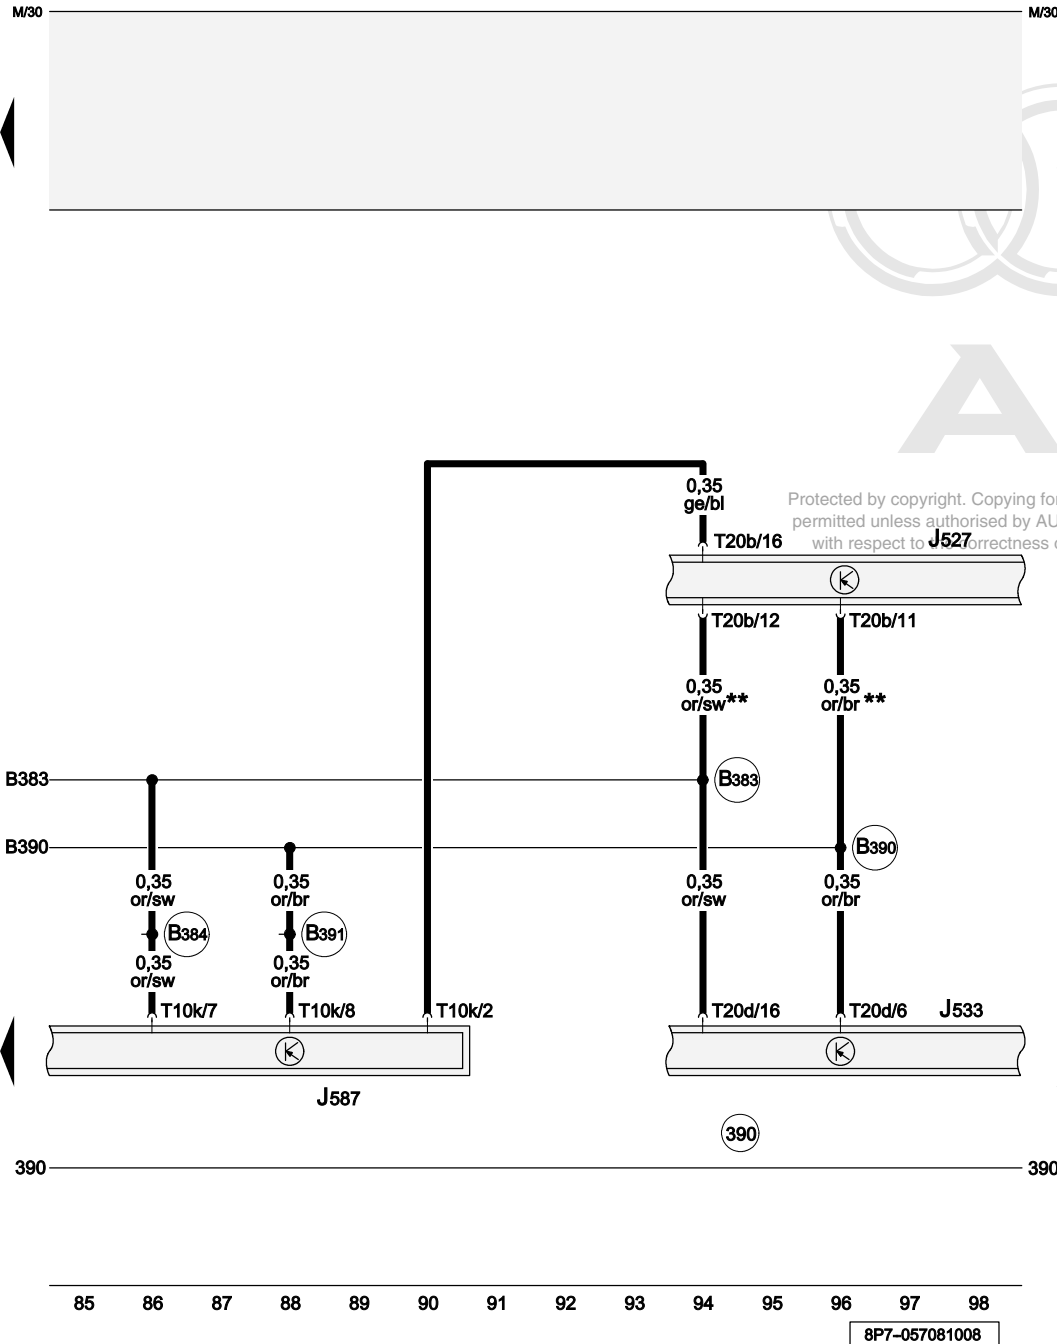 M/30
M/30
0,35
ge/bl
Protected by copyright. Copying for
permitted unless authorised by AU
with respect to the correctness o
T20b/16
J527
T20b/12
T20b/11
0,35
or/sw**
0,35
or/br **
B383
B383
B390
B390
0,35
or/sw
0,35
or/br
0,35
or/sw
0,35
or/br
B384
B391
0,35
or/sw
0,35
or/br
T10k/7
T10k/8
T10k/2
T20d/16
T20d/6
J533
J587
390
390
390
85 86 87 88 89 90 91 92 93 94 95 96 97 98
8P7-057081008